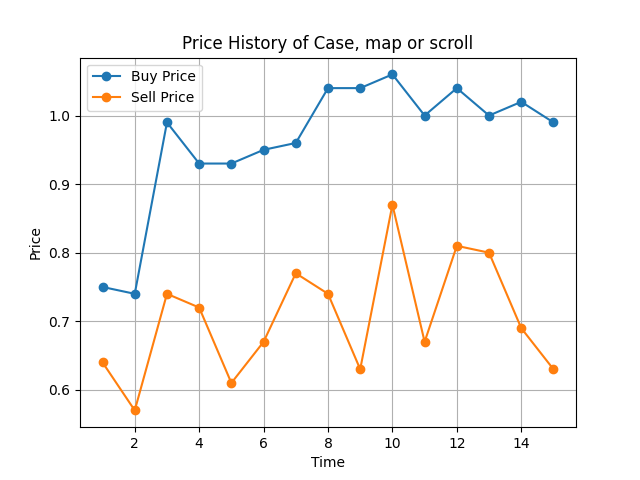 Price History of Case, map or scroll
Buy Price
Sell Price
1.0
0.9
0.8
0.7
0.6
Price
2 4 6 8 10 12 14
Time